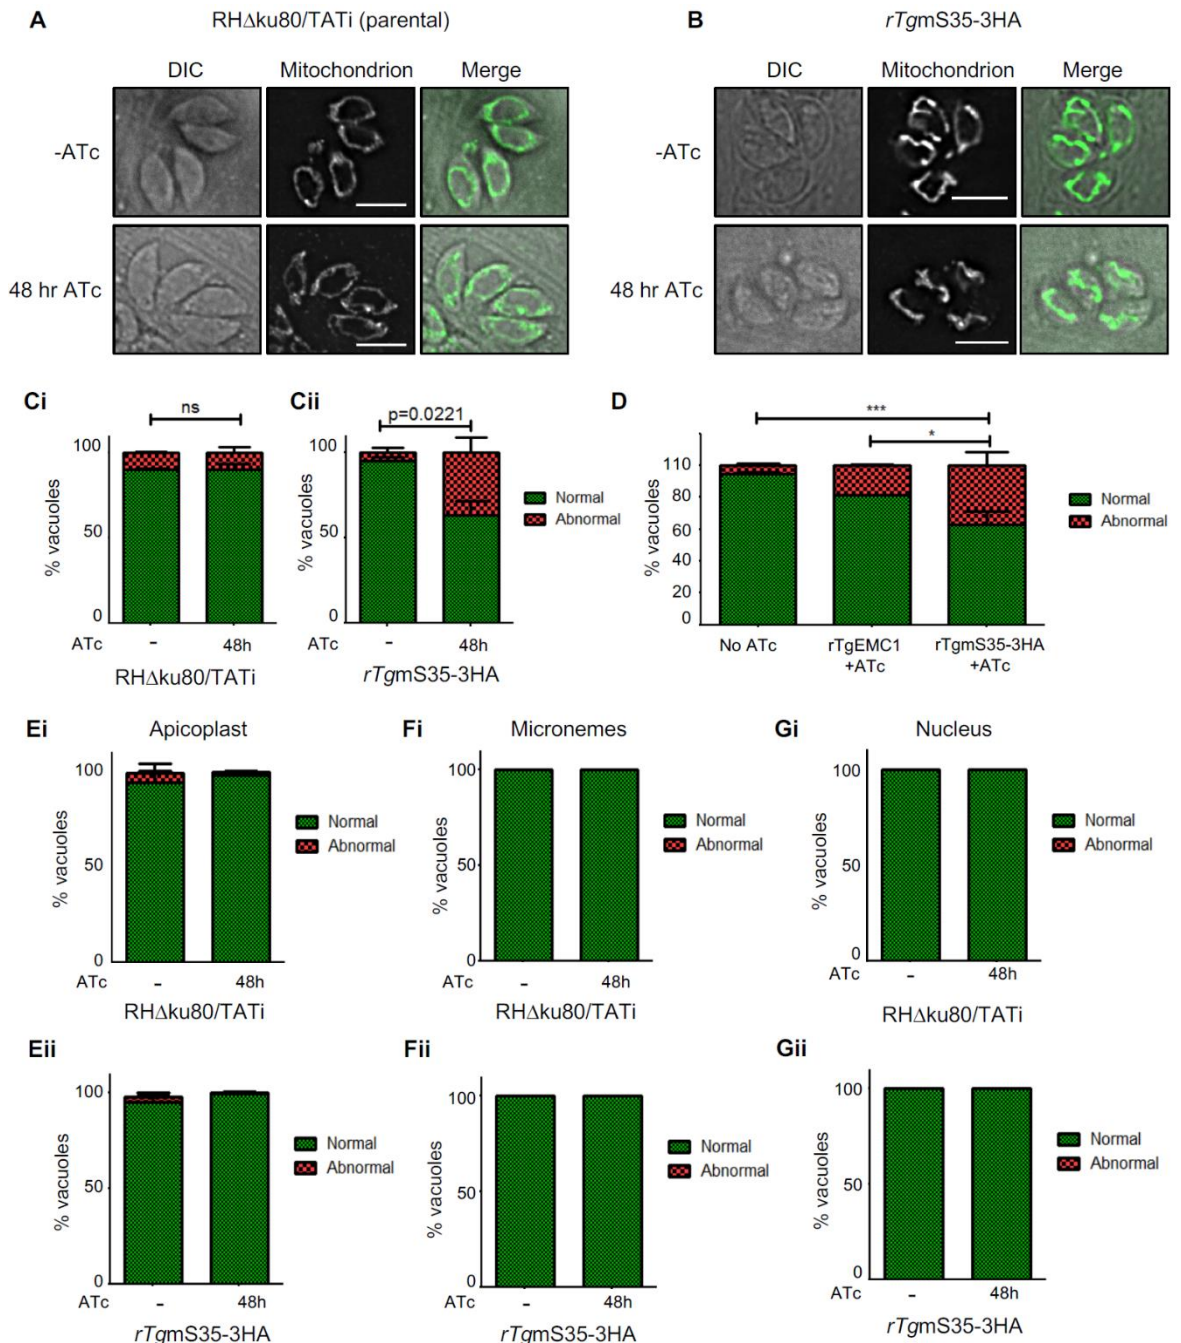 A RHΔku80/TATi (parental)
DIC Mitochondrion Merge
-ATc
48 hr ATc
B rTgmS35-3HA
DIC Mitochondrion Merge
-ATc
48 hr ATc
Ci
ns
100
50
0
% vacuoles
ATc - 48h
RHΔku80/TATi
Cii
p=0.0221
100
50
0
% vacuoles
- 48h
rTgmS35-3HA
Normal
Abnormal
D
***
*
110
80
60
40
20
0
% vacuoles
No ATc
rTgEMC1
+ATc
rTgmS35-3HA
+ATc
Normal
Abnormal
Ei Apicoplast
100
50
0
% vacuoles
Normal
Abnormal
ATc - 48h
RHΔku80/TATi
Fi Micronemes
100
50
0
% vacuoles
Normal
Abnormal
ATc - 48h
RHΔku80/TATi
Gi Nucleus
100
50
0
% vacuoles
Normal
Abnormal
ATc - 48h
RHΔku80/TATi
Eii
100
50
0
% vacuoles
Normal
Abnormal
ATc - 48h
rTgmS35-3HA
Fii
100
50
0
% vacuoles
Normal
Abnormal
ATc - 48h
rTgmS35-3HA
Gii
100
50
0
% vacuoles
Normal
Abnormal
ATc - 48h
rTgmS35-3HA